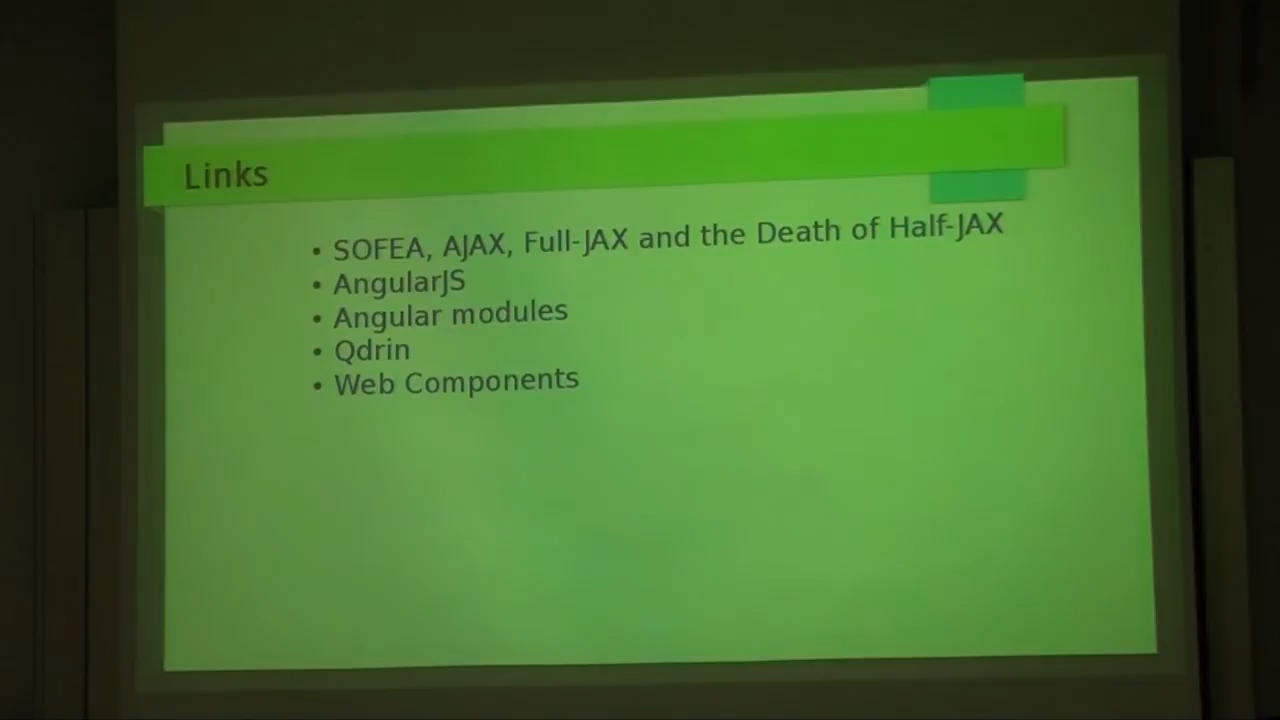 Links
• SOFEA, AJAX, Full-JAX and the Death of Half-JAX
• AngularJS
• Angular modules
• Qdrin
• Web Components